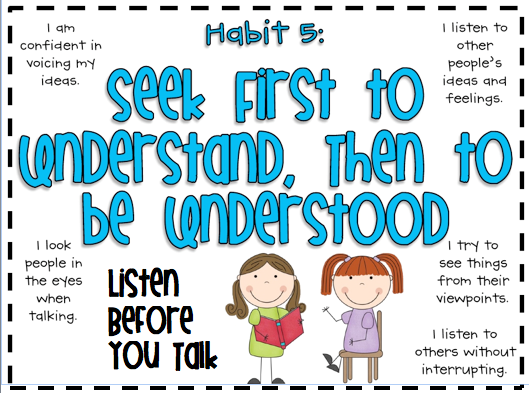 Habit 5:
I am
confident in
voicing my
ideas.
I listen to
other
people's
ideas and
feelings.
Seek First to
Understand, Then to
be Understood
I look
people in
the eyes
when
talking.
Listen
Before
You Talk
I try to
see things
from their
viewpoints.
I listen to
others without
interrupting.